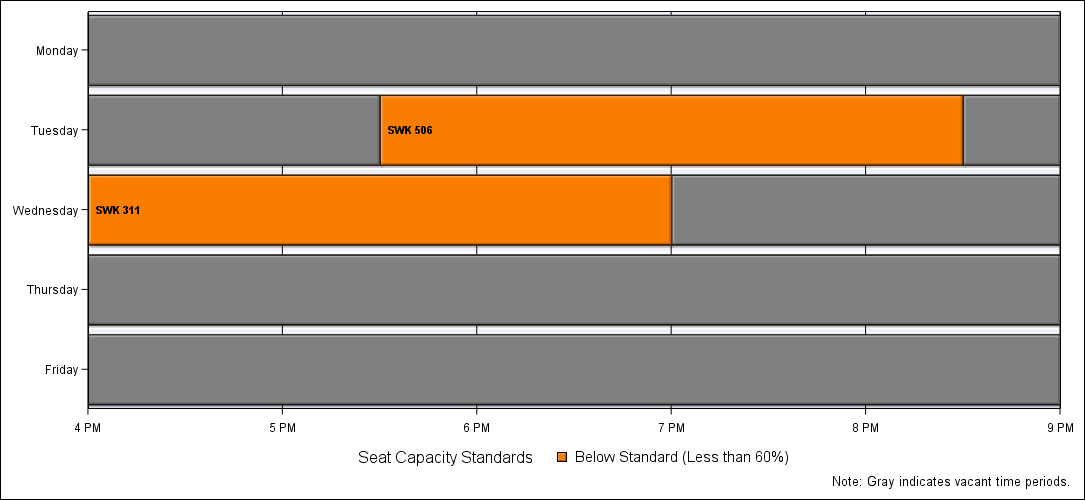 Monday
Tuesday
SWK 506
Wednesday
SWK 311
Thursday
Friday
4 PM 5 PM 6 PM 7 PM 8 PM 9 PM
Seat Capacity Standards Below Standard (Less than 60%)
Note: Gray indicates vacant time periods.